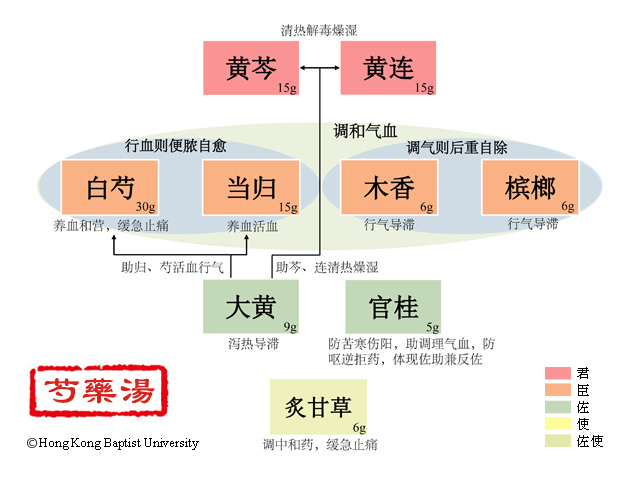 清热解毒燥湿
黄芩 黄连
15g 15g
调和气血
行血则便脓自愈 调气则后重自除
白芍 当归 木香 槟榔
30g 15g 6g 6g
养血和营，缓急止痛 养血活血 行气导滞 行气导滞
助归、芍活血行气 助芩、连清热燥湿
大黄 官桂
9g 5g
泻热导滞 防苦寒伤阳，助调理气血，防
呕逆拒药，体现佐助兼反佐
芍藥湯
炙甘草
6g
调中和药，缓急止痛
君
臣
佐
使
佐使
©Hong Kong Baptist University